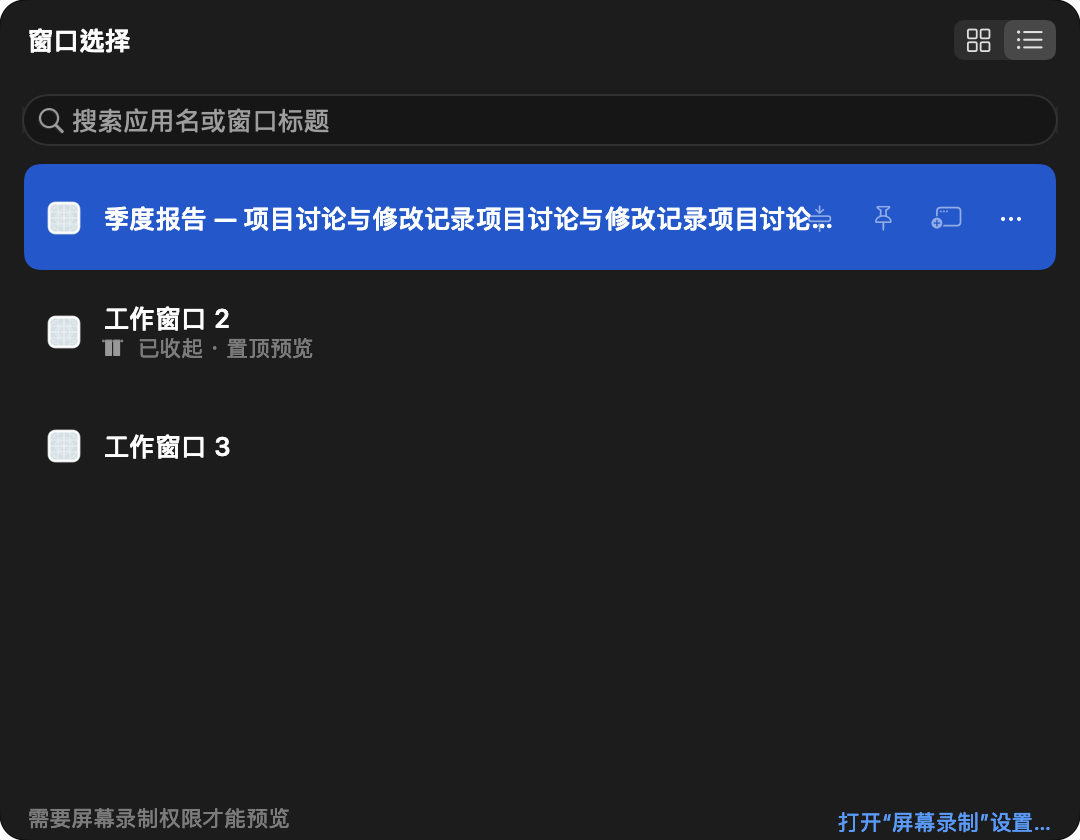 窗口选择
搜索应用名或窗口标题
季度报告 — 项目讨论与修改记录项目讨论与修改记录项目讨论...
工作窗口 2
已收起 · 置顶预览
工作窗口 3
需要屏幕录制权限才能预览
打开“屏幕录制”设置...